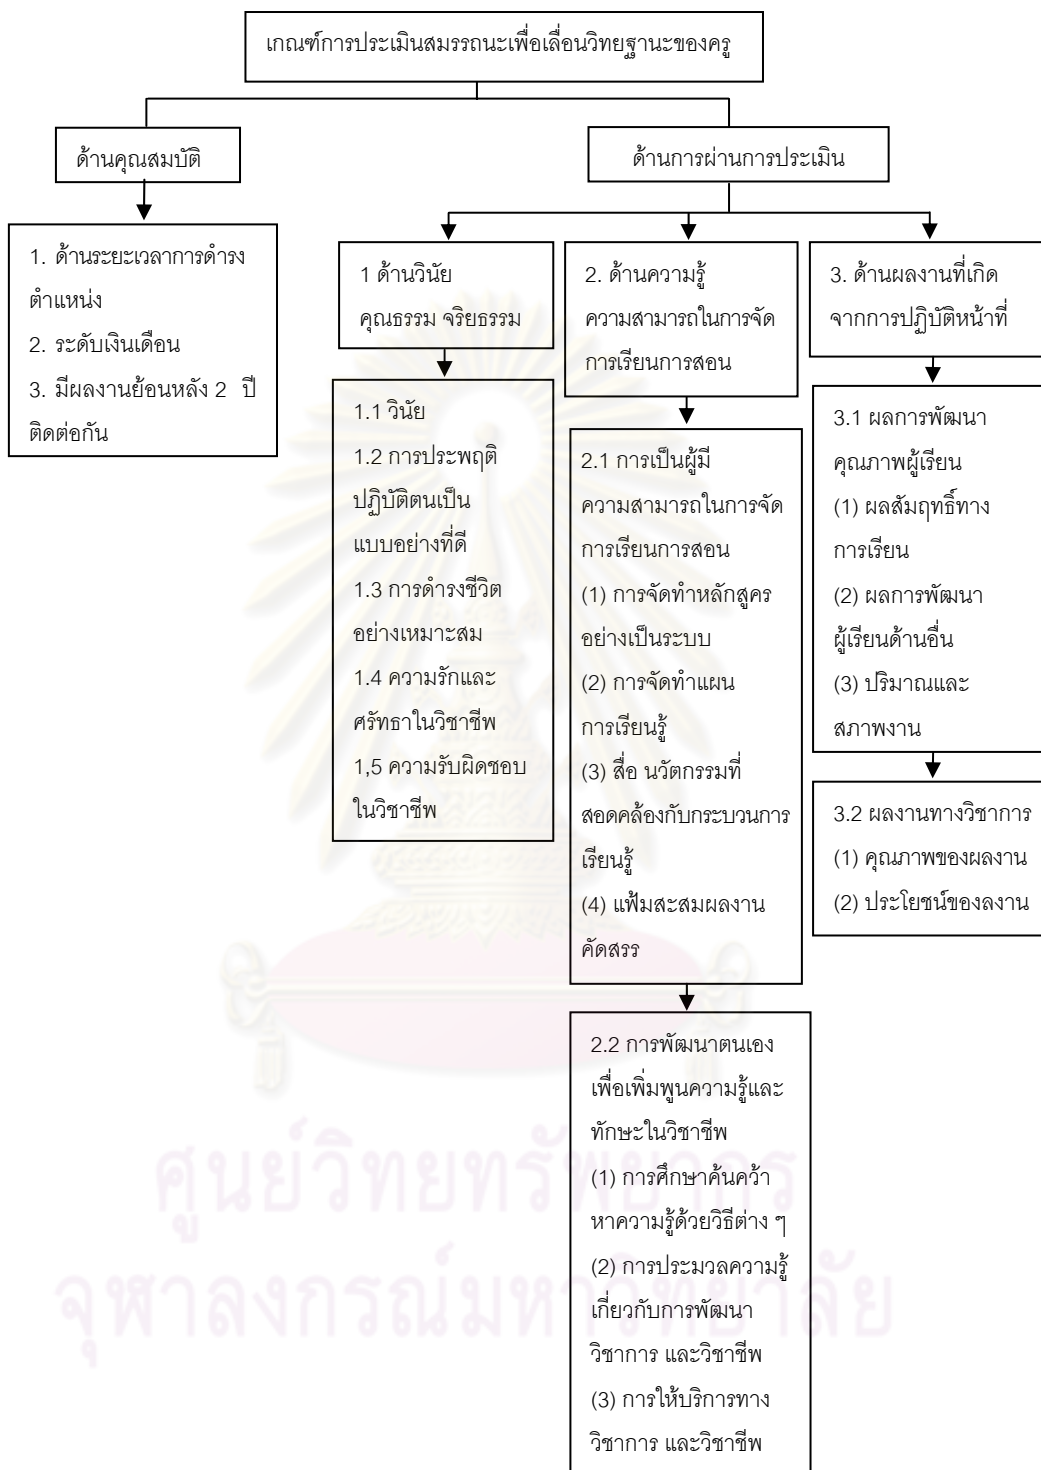 เกณฑ์การประเมินสมรรถนะเพื่อเลื่อนวิทยฐานะของครู
ด้านคุณสมบัติ
ด้านการผ่านการประเมิน
1. ด้านระยะเวลาการดำรง
ตำแหน่ง
2. ระดับเงินเดือน
3. มีผลงานย้อนหลัง 2 ปี
ติดต่อกัน
1 ด้านวินัย
คุณธรรม จริยธรรม
1.1 วินัย
1.2 การประพฤติ
ปฏิบัติตนเป็น
แบบอย่างที่ดี
1.3 การดำรงชีวิต
อย่างเหมาะสม
1.4 ความรักและ
ศรัทธาในวิชาชีพ
1,5 ความรับผิดชอบ
ในวิชาชีพ
2. ด้านความรู้
ความสามารถในการจัด
การเรียนการสอน
2.1 การเป็นผู้มี
ความสามารถในการจัด
การเรียนการสอน
(1) การจัดทำหลักสูคร
อย่างเป็นระบบ
(2) การจัดทำแผน
การเรียนรู้
(3) สื่อ นวัตกรรมที่
สอดคล้องกับกระบวนการ
เรียนรู้
(4) แฟ้มสะสมผลงาน
คัดสรร
2.2 การพัฒนาตนเอง
เพื่อเพิ่มพูนความรู้และ
ทักษะในวิชาชีพ
(1) การศึกษาค้นคว้า
หาความรู้ด้วยวิธีต่าง ๆ
(2) การประมวลความรู้
เกี่ยวกับการพัฒนา
วิชาการ และวิชาชีพ
(3) การให้บริการทาง
วิชาการ และวิชาชีพ
3. ด้านผลงานที่เกิด
จากการปฏิบัติหน้าที่
3.1 ผลการพัฒนา
คุณภาพผู้เรียน
(1) ผลสัมฤทธิ์ทาง
การเรียน
(2) ผลการพัฒนา
ผู้เรียนด้านอื่น
(3) ปริมาณและ
สภาพงาน
3.2 ผลงานทางวิชาการ
(1) คุณภาพของผลงาน
(2) ประโยชน์ของลงาน
ศูนย์วิทยทรัพยากร
จุฬาลงกรณ์มหาวิทยาลัย